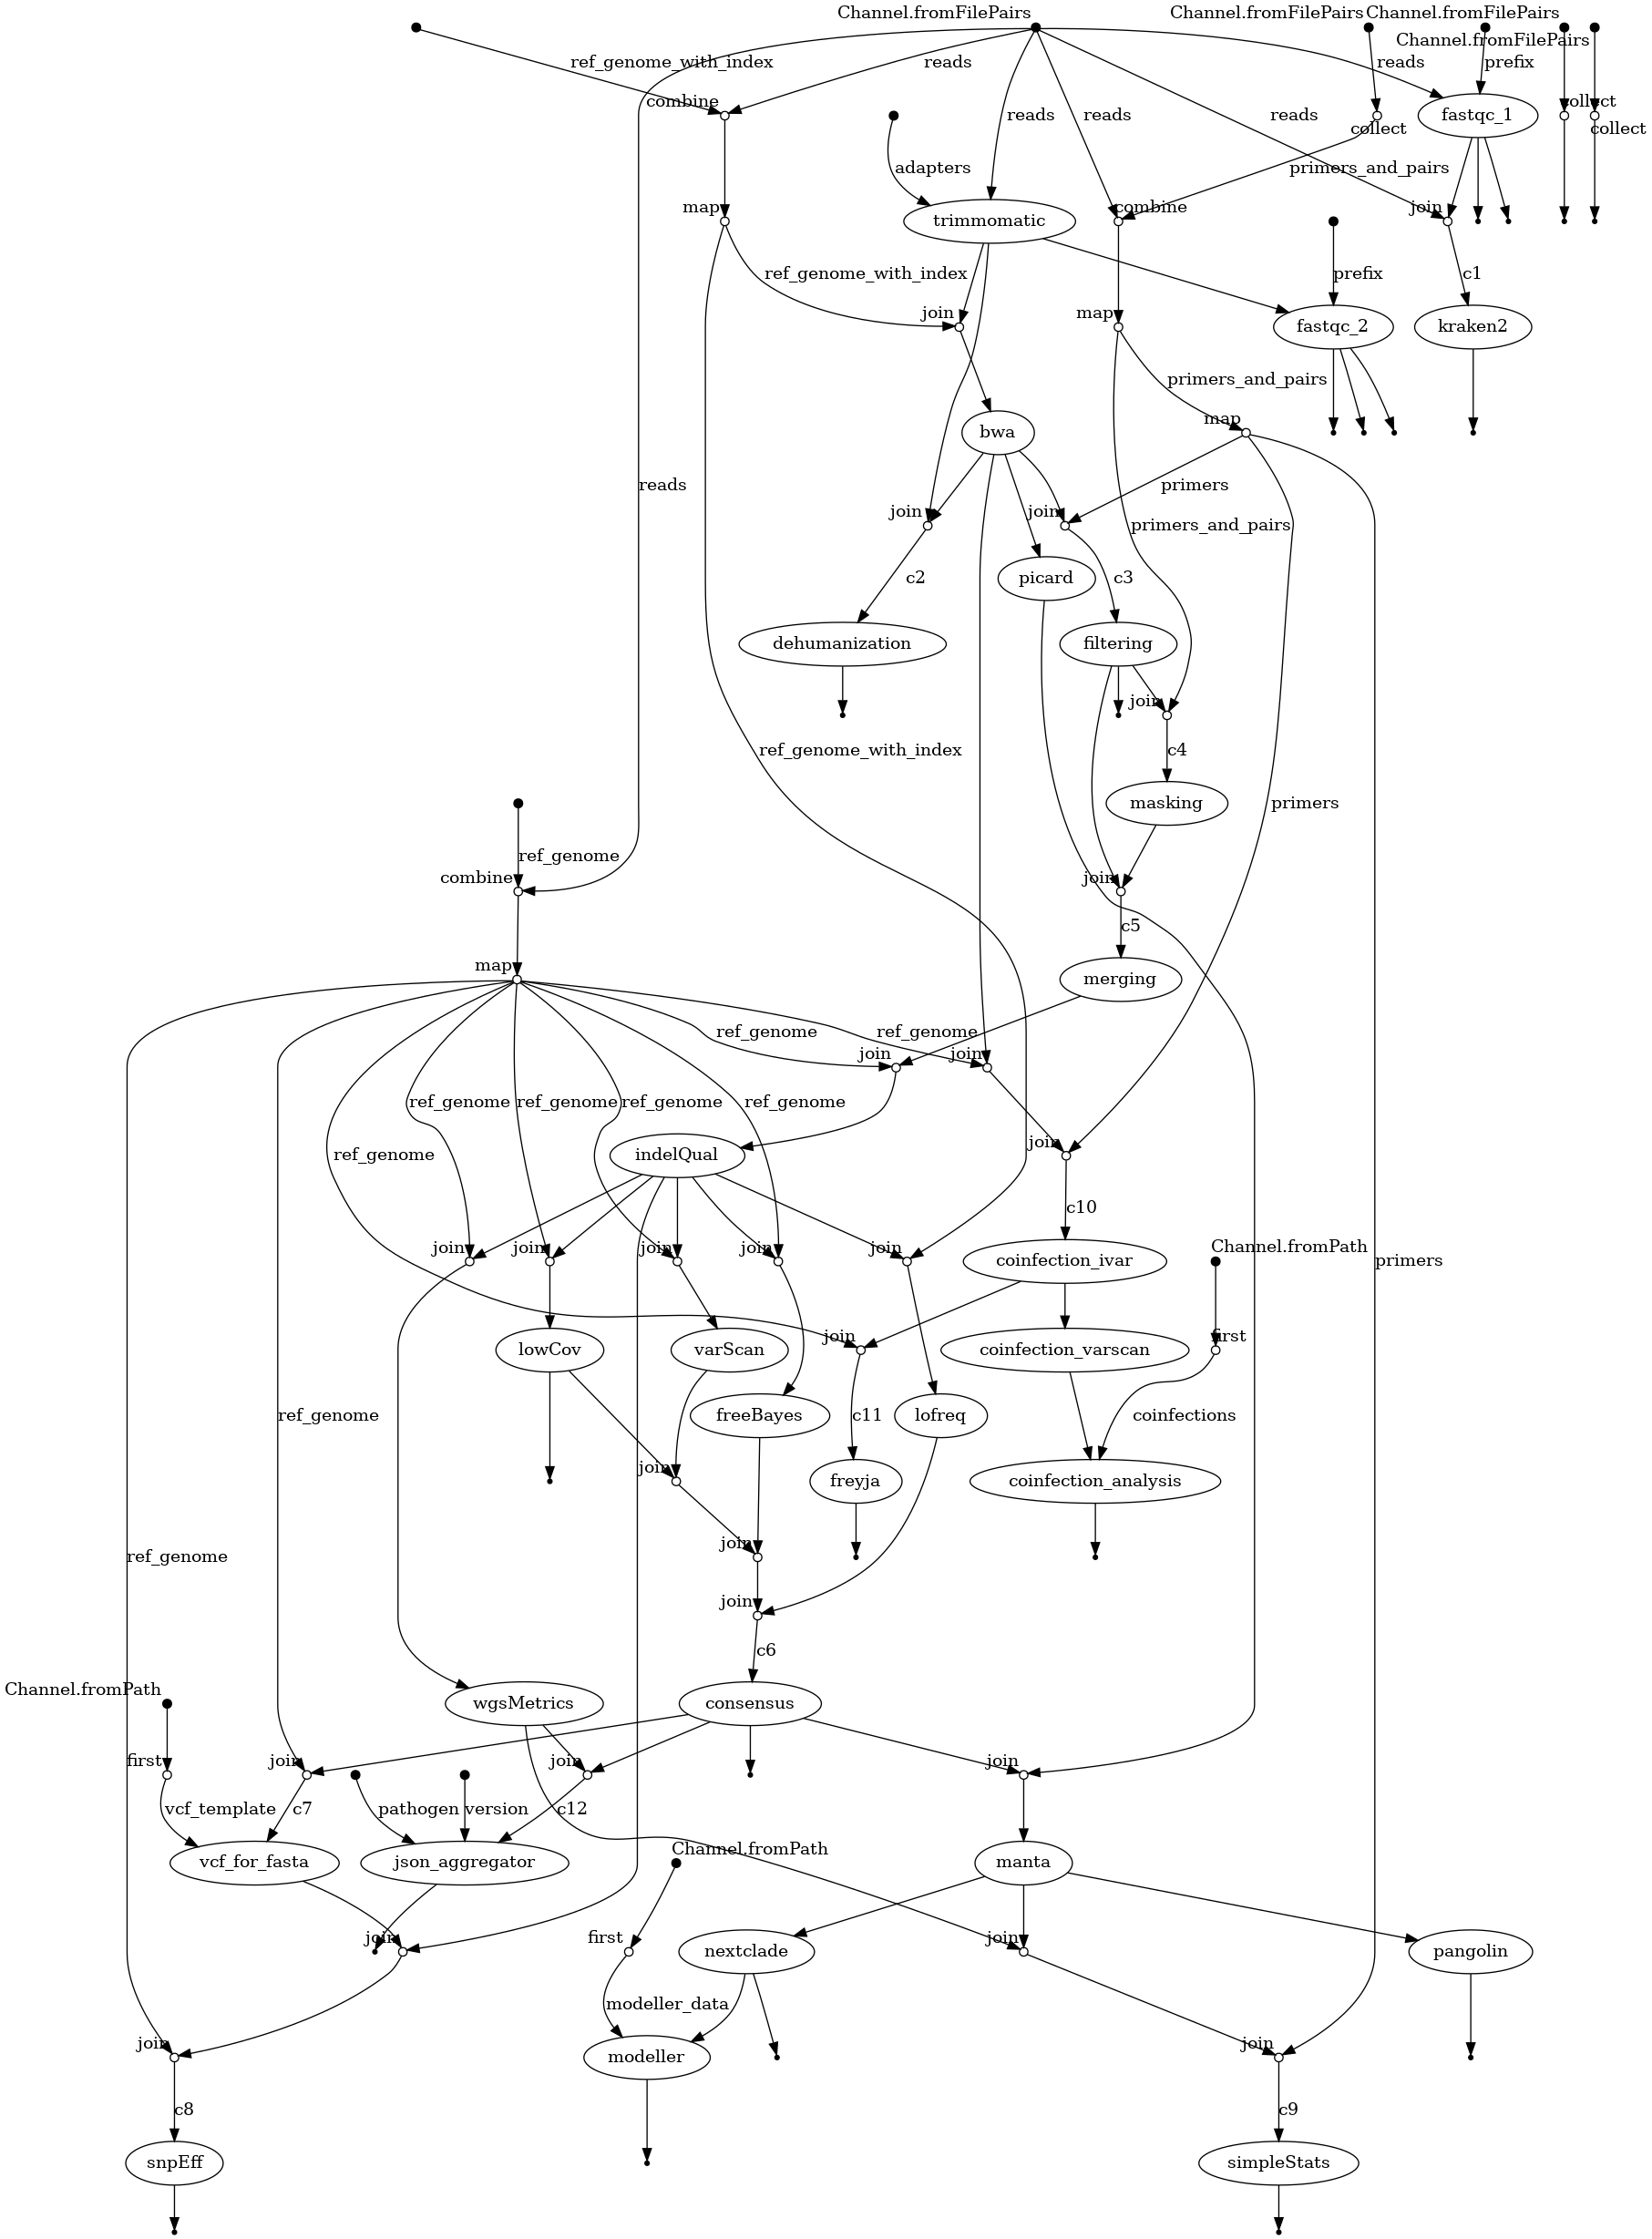 Channel.fromFilePairs
Channel.fromFilePairs
Channel.fromFilePairs
Channel.fromFilePairs
ref_genome_with_index
reads
reads
prefix
combine
collect
fastqc_1
reads
reads
reads
collect
collect
adapters
primers_and_pairs
map
trimmomatic
combine
join
ref_genome_with_index
prefix
c1
join
map
fastqc_2
kraken2
primers_and_pairs
map
bwa
reads
primers
join
join
primers_and_pairs
picard
c2
c3
dehumanization
filtering
join
ref_genome_with_index
c4
masking
primers
ref_genome
combine
join
c5
map
merging
ref_genome
ref_genome
join
join
ref_genome
ref_genome
ref_genome
ref_genome
ref_genome
indelQual
join
c10
join
join
join
join
join
coinfection_ivar
Channel.fromPath
primers
join
first
lowCov
varScan
coinfection_varscan
ref_genome
freeBayes
lofreq
c11
coinfections
join
freyja
coinfection_analysis
join
ref_genome
join
c6
Channel.fromPath
wgsMetrics
consensus
first
join
join
join
vcf_template
c7
pathogen
version
c12
Channel.fromPath
vcf_for_fasta
json_aggregator
manta
join
first
nextclade
join
pangolin
modeller_data
join
join
modeller
c8
c9
snpEff
simpleStats